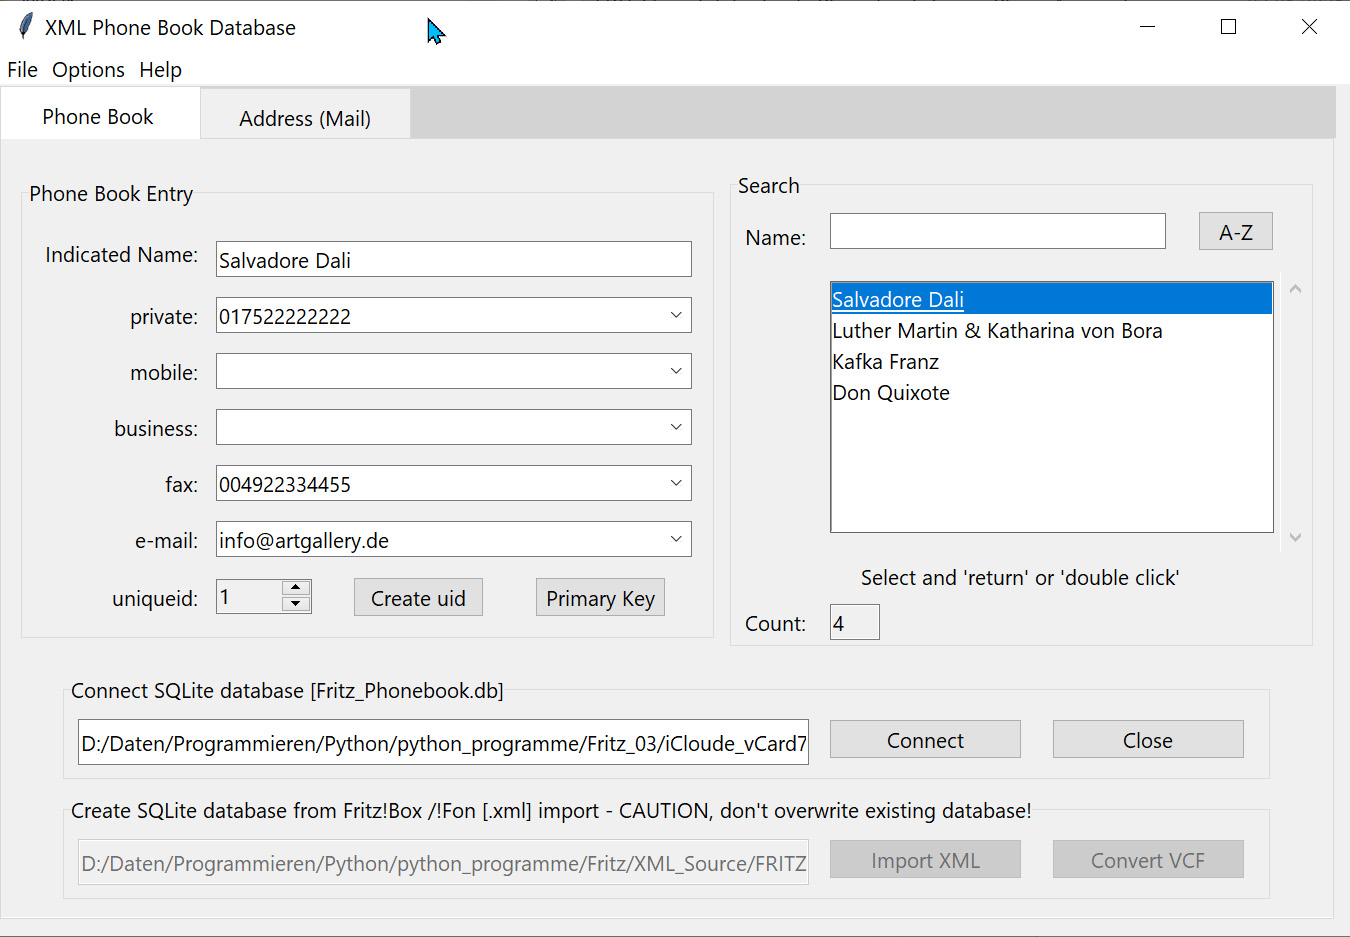 XML Phone Book Database
File Options Help
Phone Book
Address (Mail)
Phone Book Entry
Indicated Name:
Salvadore Dali
private:
017522222222
mobile:
business:
fax:
004922334455
e-mail:
info@artgallery.de
uniqueid:
1
Create uid
Primary Key
Search
Name:
A-Z
Salvadore Dali
Luther Martin & Katharina von Bora
Kafka Franz
Don Quixote
Select and 'return' or 'double click'
Count:
4
Connect SQLite database [Fritz_Phonebook.db]
D:/Daten/Programmieren/Python/python_programme/Fritz_03/iCloude_vCard7
Connect
Close
Create SQLite database from Fritz!Box /!Fon [.xml] import - CAUTION, don't overwrite existing database!
D:/Daten/Programmieren/Python/python_programme/Fritz/XML_Source/FRITZ
Import XML
Convert VCF